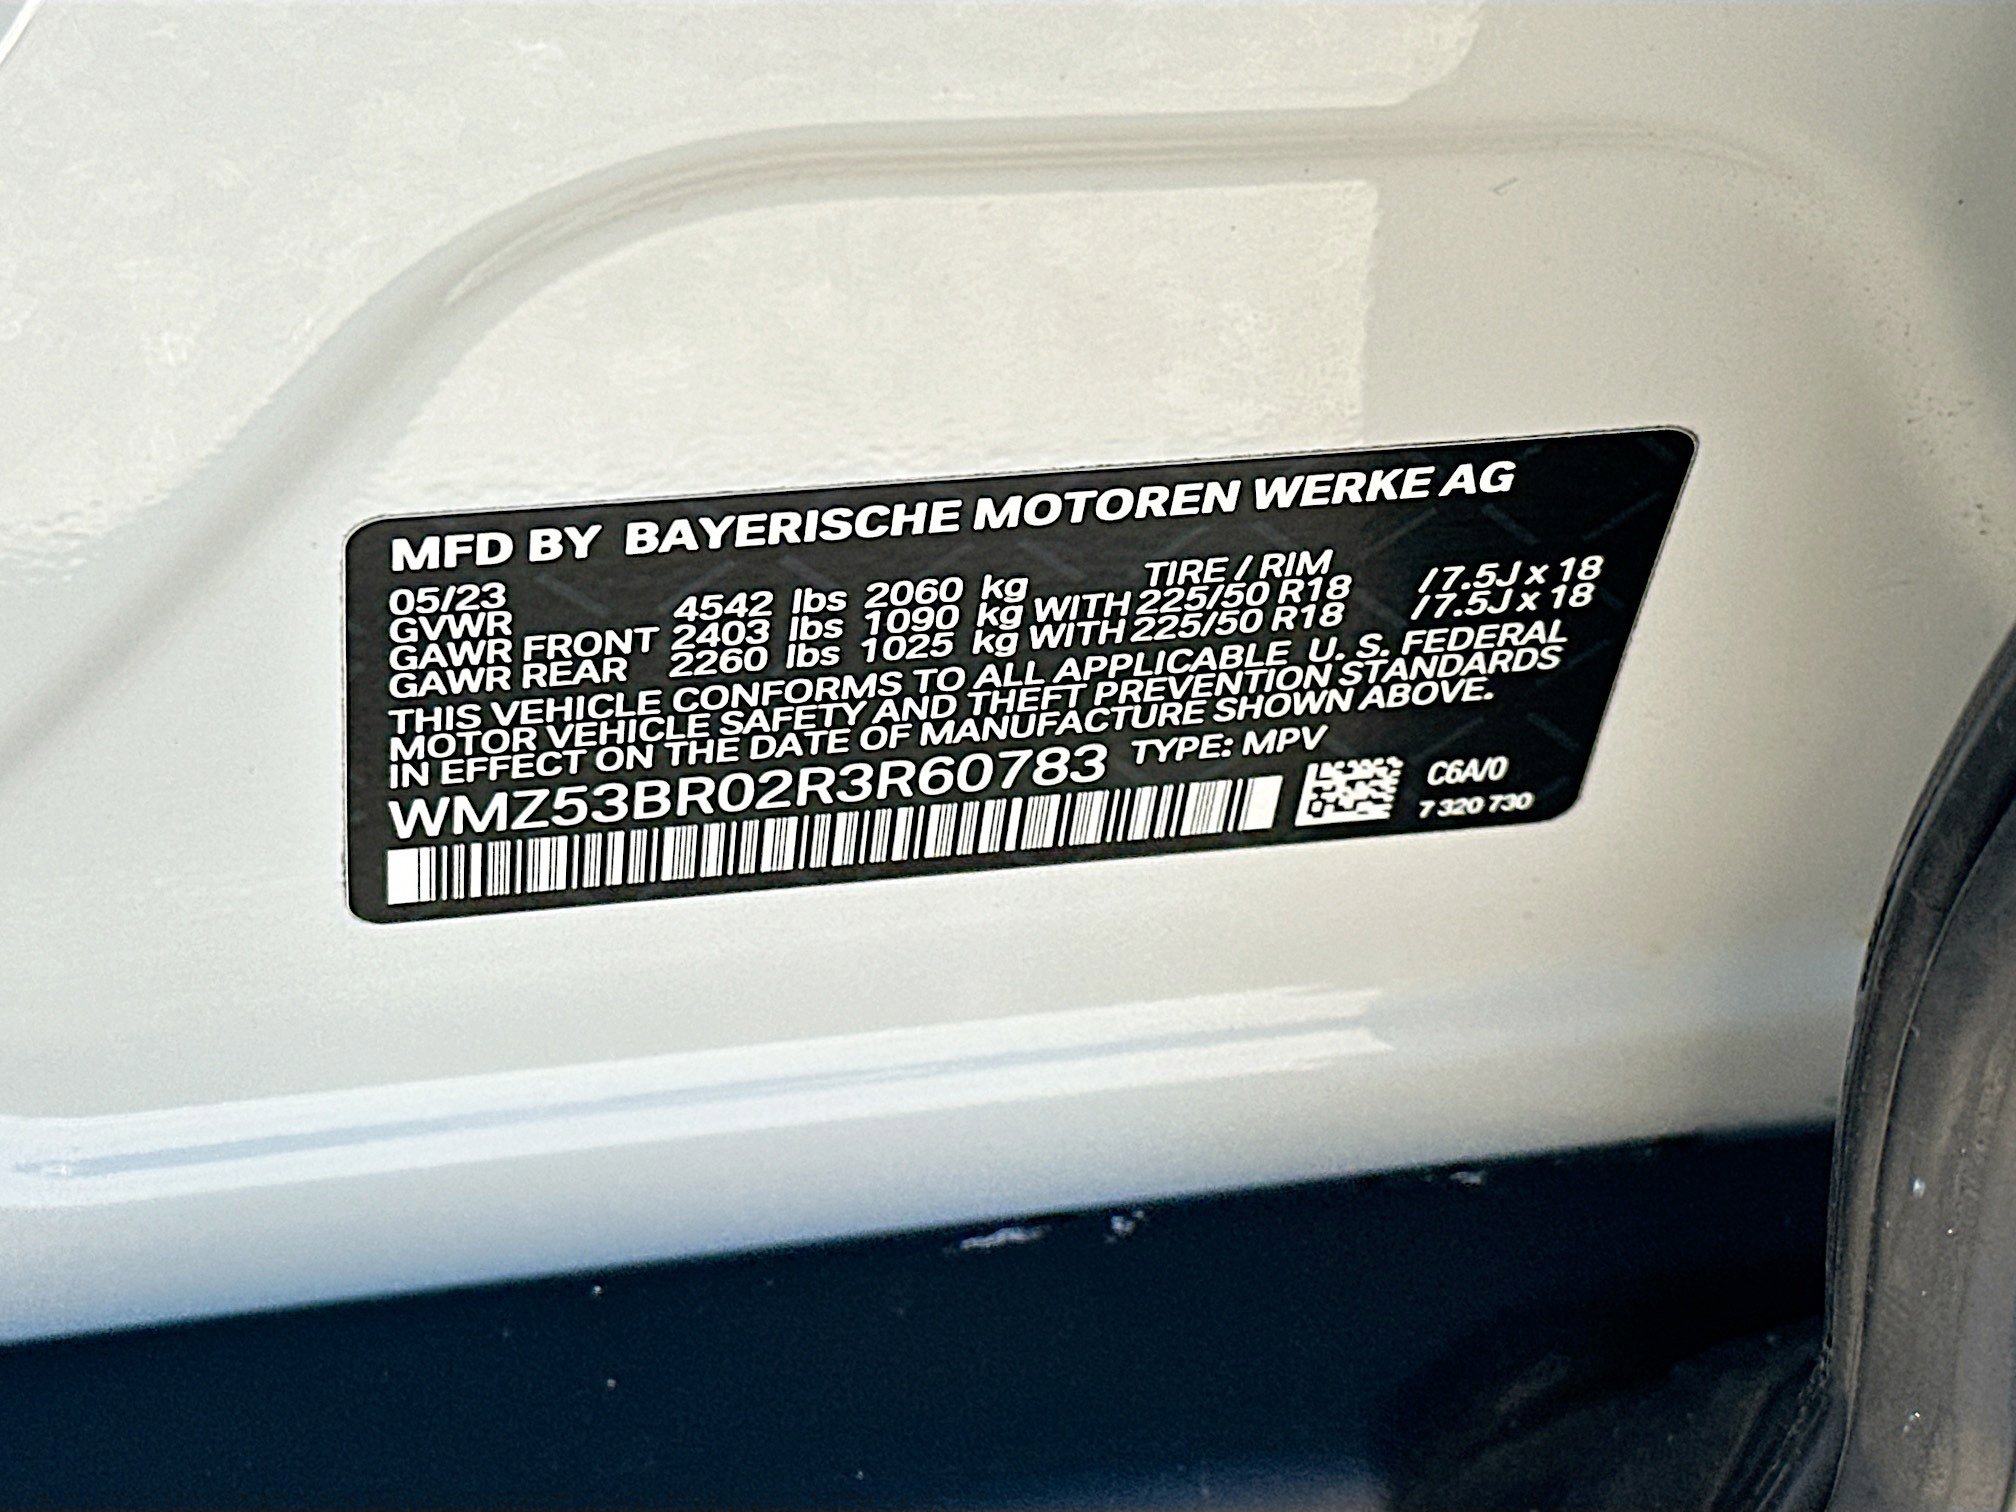 MFD BY BAYERISCHE MOTOREN WERKE AG
05/23 TIRE / RIM
GVWR 4542 lbs 2060 kg
GAWR FRONT 2403 lbs 1090 kg WITH 225/50 R18 / 7.5J x 18
GAWR REAR 2260 lbs 1025 kg WITH 225/50 R18 / 7.5J x 18
THIS VEHICLE CONFORMS TO ALL APPLICABLE U. S. FEDERAL
MOTOR VEHICLE SAFETY AND THEFT PREVENTION STANDARDS
IN EFFECT ON THE DATE OF MANUFACTURE SHOWN ABOVE.
WMZ53BR02R3R60783 TYPE: MPV
C6A/0
7 320 730